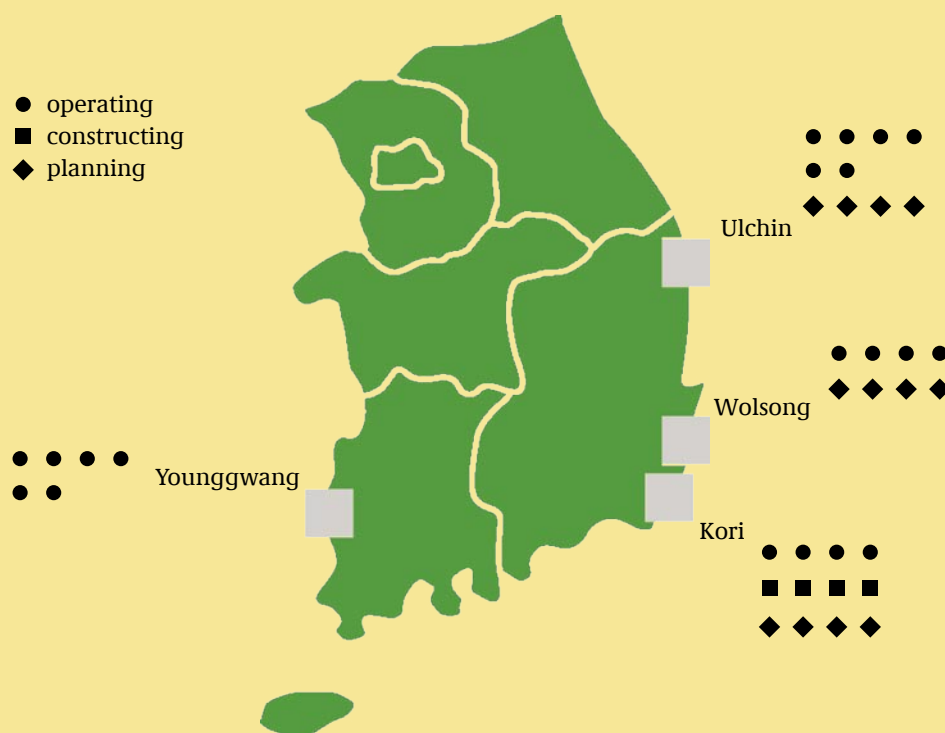 operating
constructing
planning
Ulchin
Wolsong
Younggwang
Kori